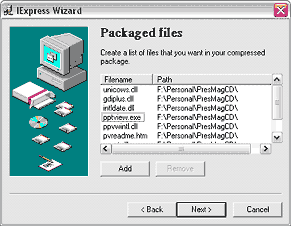 IExpress Wizard
Packaged files
Create a list of files that you want in your compressed
package.
Filename Path
unicows.dll F:\Personal\PresMagCD\
gdiplus.dll F:\Personal\PresMagCD\
intldate.dll F:\Personal\PresMagCD\
pptview.exe F:\Personal\PresMagCD\
ppvwintl.dll F:\Personal\PresMagCD\
pvreadme.htm F:\Personal\PresMagCD\
Add Remove
< Back Next > Cancel